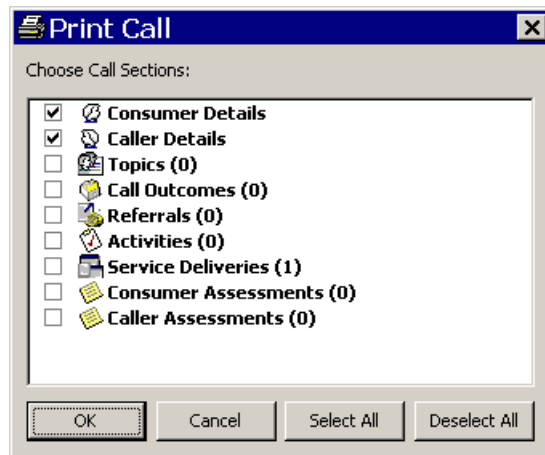 Print Call
Choose Call Sections:
Consumer Details
Caller Details
Topics (0)
Call Outcomes (0)
Referrals (0)
Activities (0)
Service Deliveries (1)
Consumer Assessments (0)
Caller Assessments (0)
OK Cancel Select All Deselect All